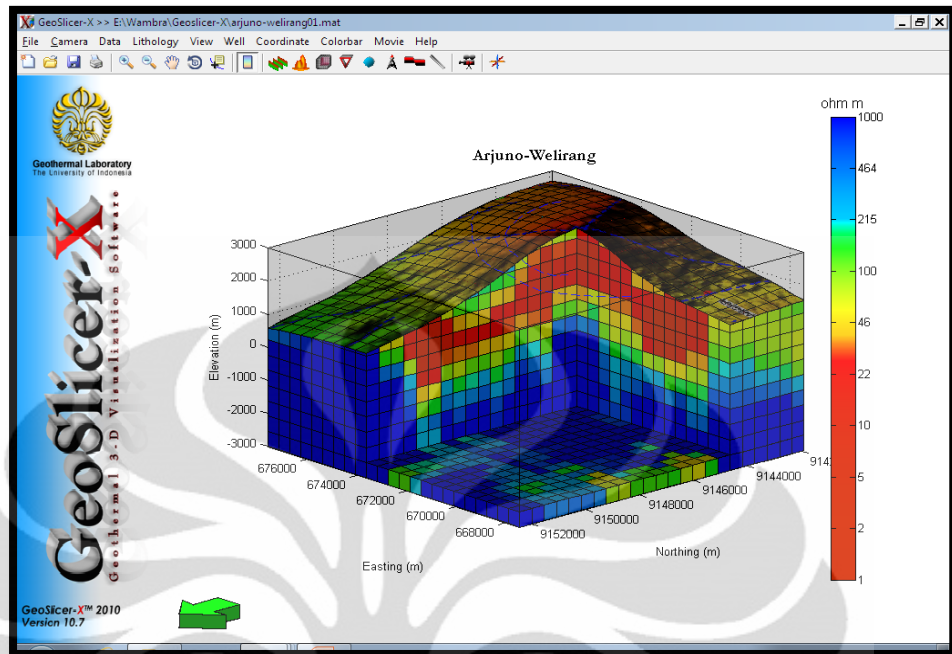 GeoSlicer-X >> E:\Wambra\Geoslicer-X\arjuno-welirang01.mat
File Camera Data Lithology View Well Coordinate Colorbar Movie Help
Geothermal Laboratory
The University of Indonesia
GeoSlicer-X
Geothermal 3-D Visualization Software
GeoSlicer-X™ 2010
Version 10.7
Arjuno-Welirang
ohm m
1000
464
215
100
46
22
10
5
2
1
Elevation (m)
3000
2000
1000
0
-1000
-2000
-3000
676000
674000
672000
670000
668000
Easting (m)
9152000
9150000
9148000
9146000
9144000
Northing (m)